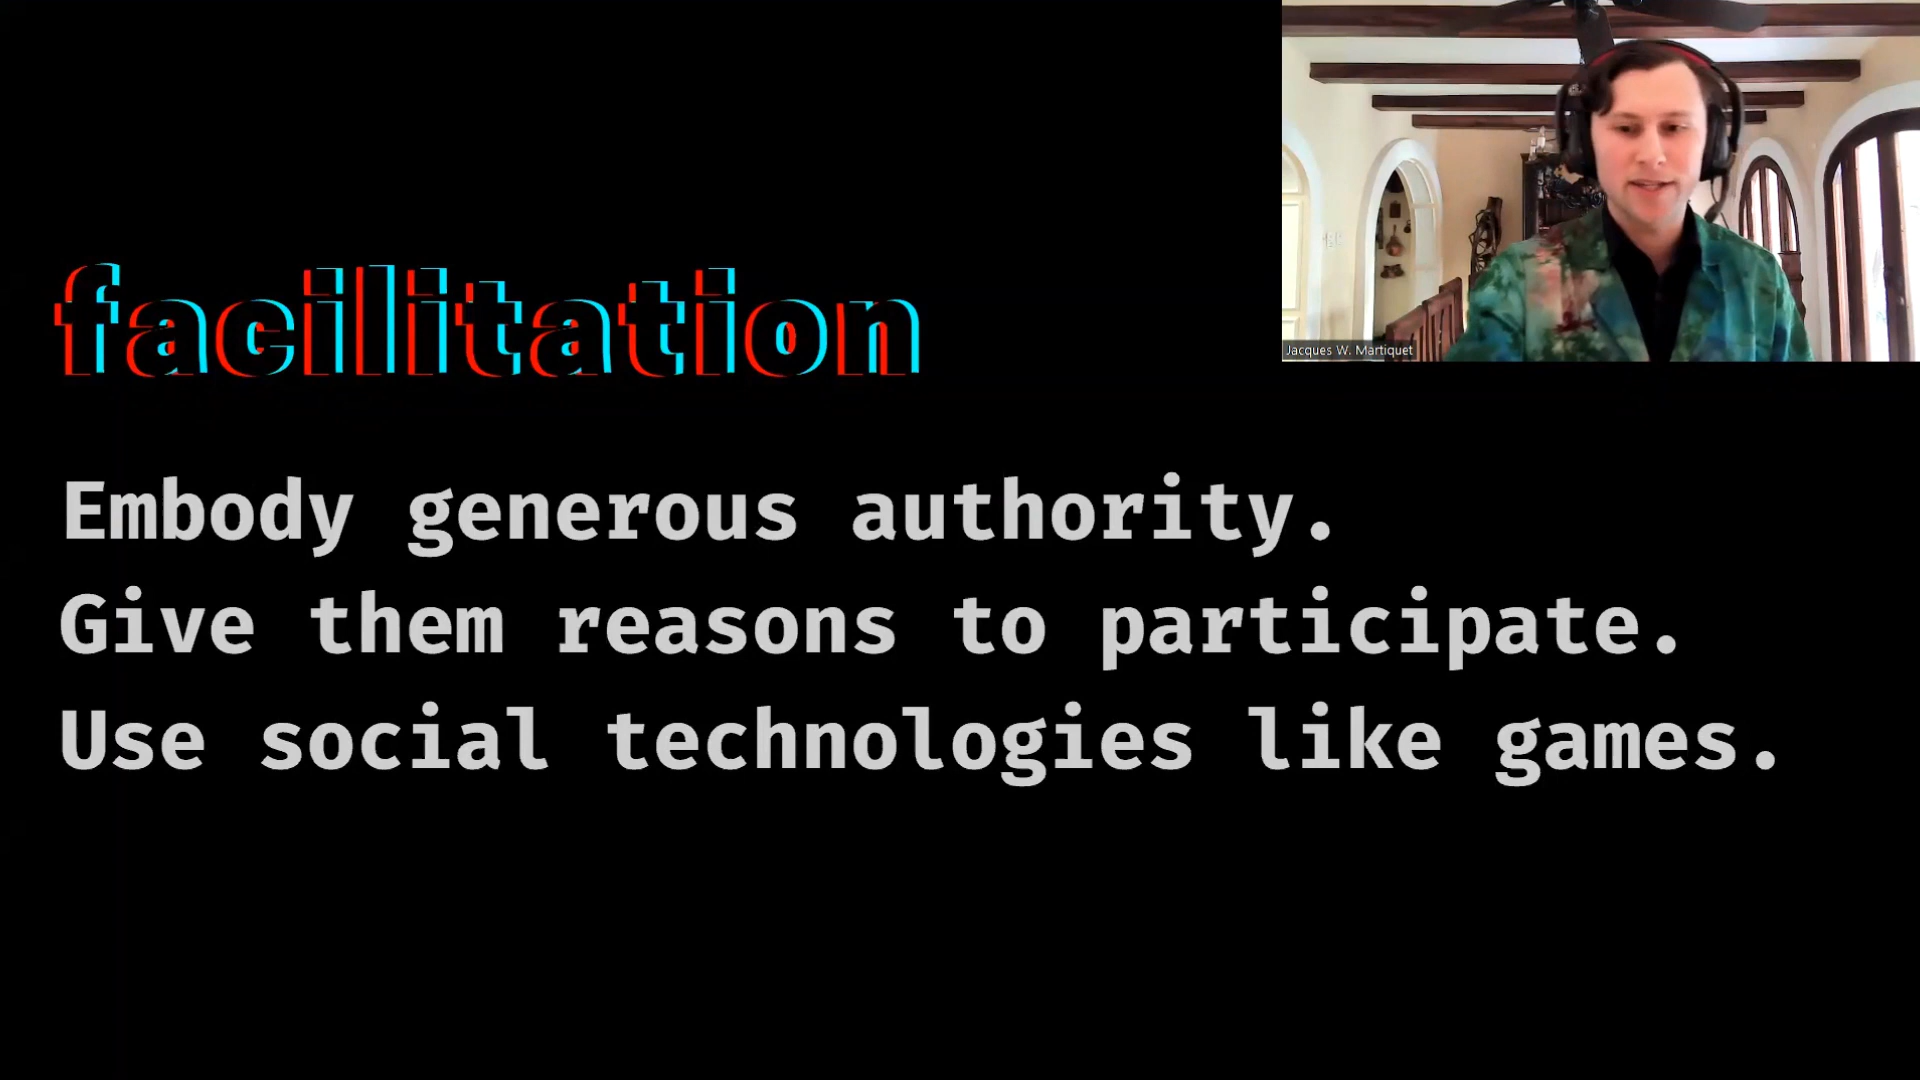 facilitation
Jacques W. Martiquet
Embody generous authority.
Give them reasons to participate.
Use social technologies like games.